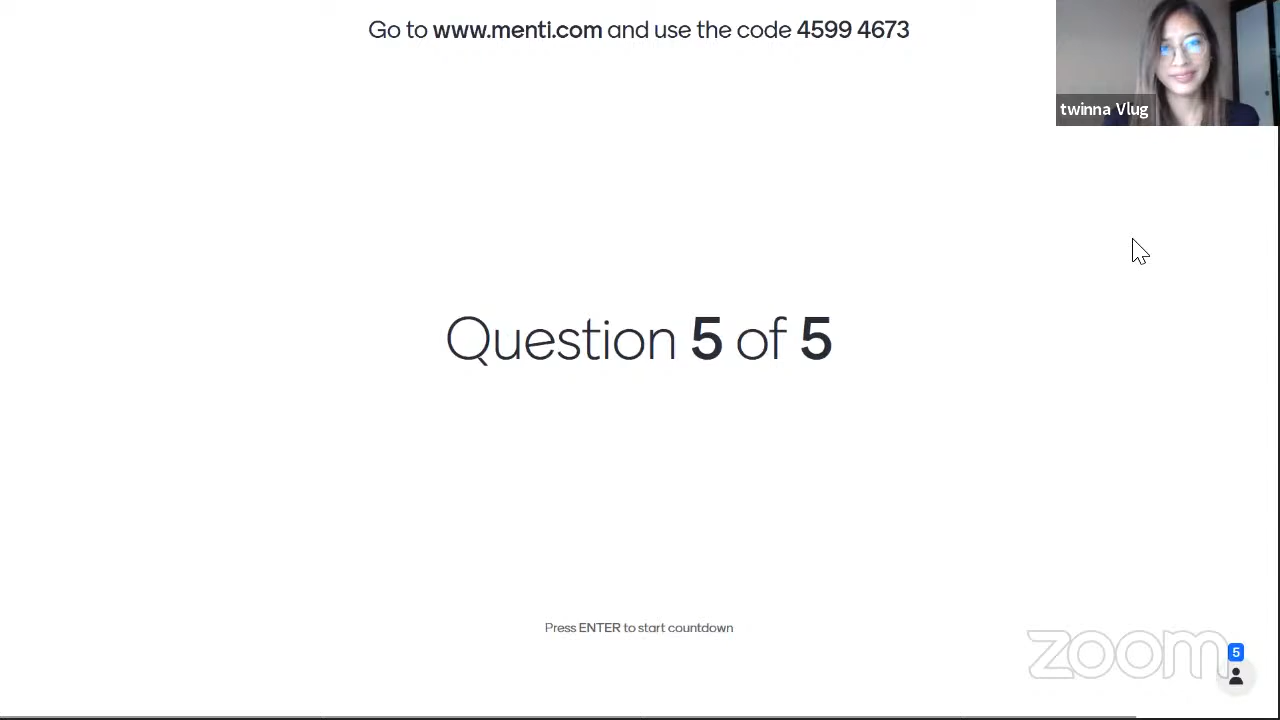 Go to www.menti.com and use the code 4599 4673
twinna Vlug
Question 5 of 5
Press ENTER to start countdown
zoom
5